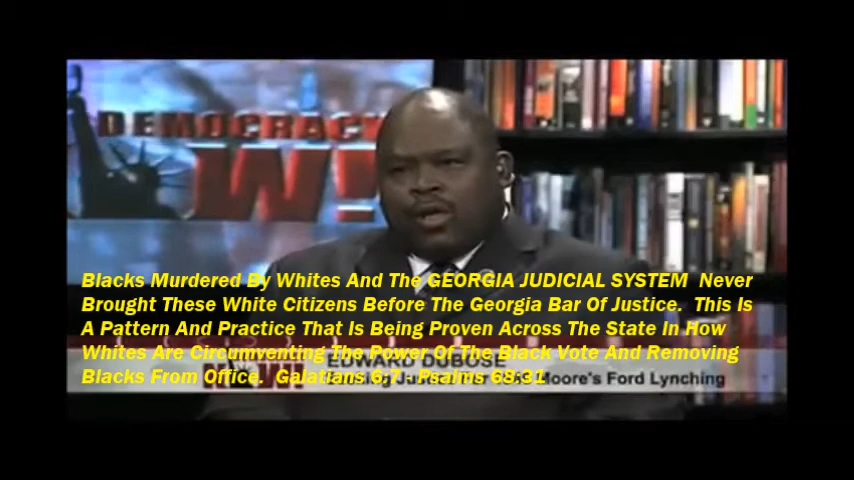 DEMOCRACY
W!
Blacks Murdered By Whites And The GEORGIA JUDICIAL SYSTEM Never
Brought These White Citizens Before The Georgia Bar Of Justice. This Is
A Pattern And Practice That Is Being Proven Across The State In How
Whites Are Circumventing The Power Of The Black Vote And Removing
Blacks From Office. Galatians 6:7 - Psalms 68:31
EDWARD DUBOSE
Moore's Ford Lynching